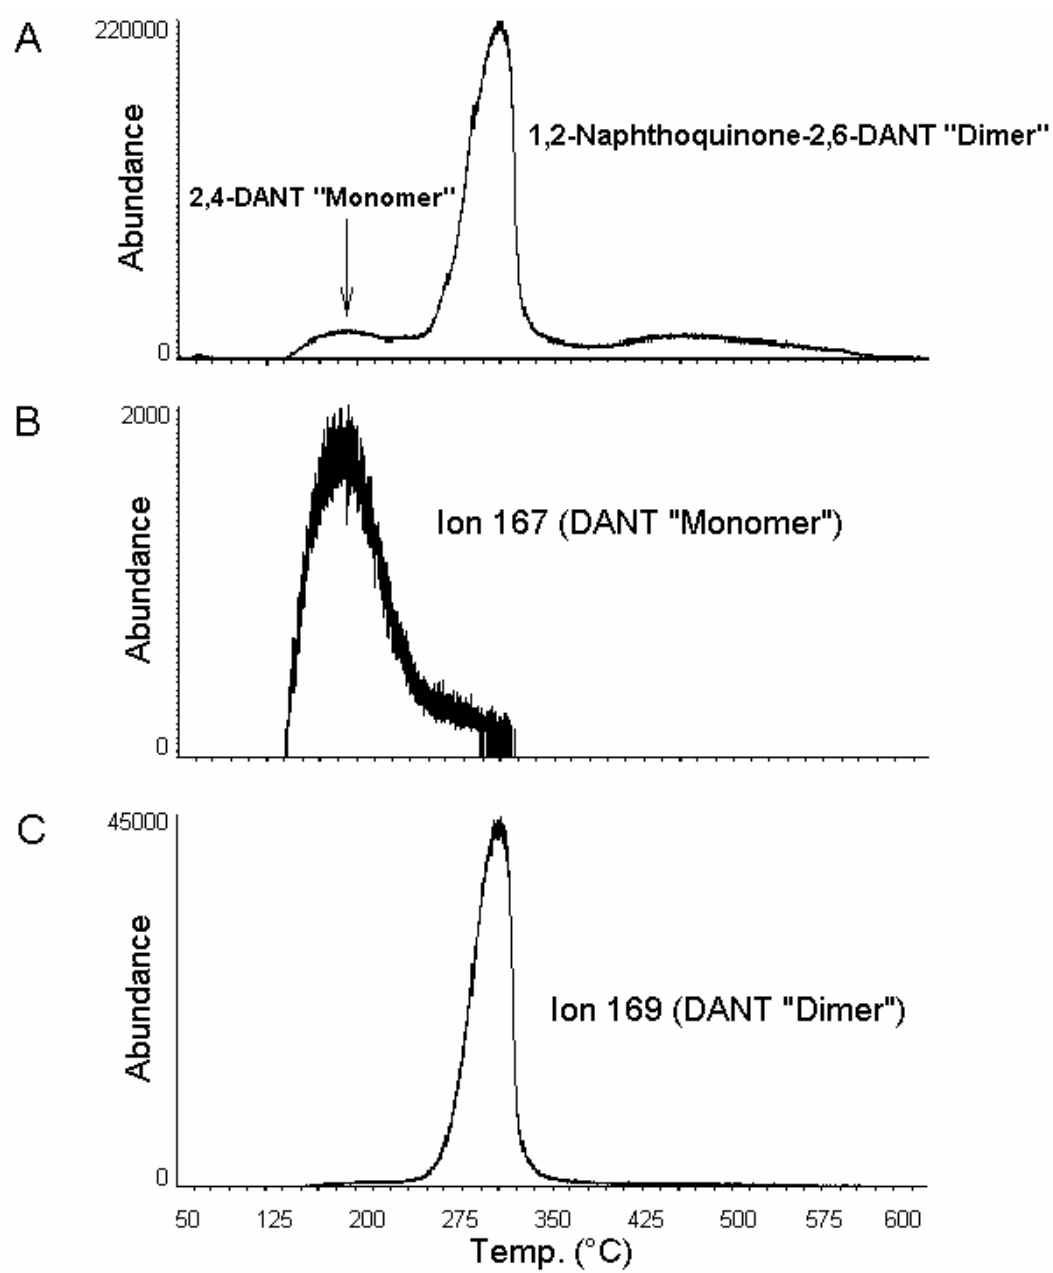 A
220000
1,2-Naphthoquinone-2,6-DANT "Dimer"
2,4-DANT "Monomer"
Abundance
0
B
2000
Ion 167 (DANT "Monomer")
Abundance
0
C
45000
Ion 169 (DANT "Dimer")
Abundance
0
50 125 200 275 350 425 500 575 600
Temp. (°C)